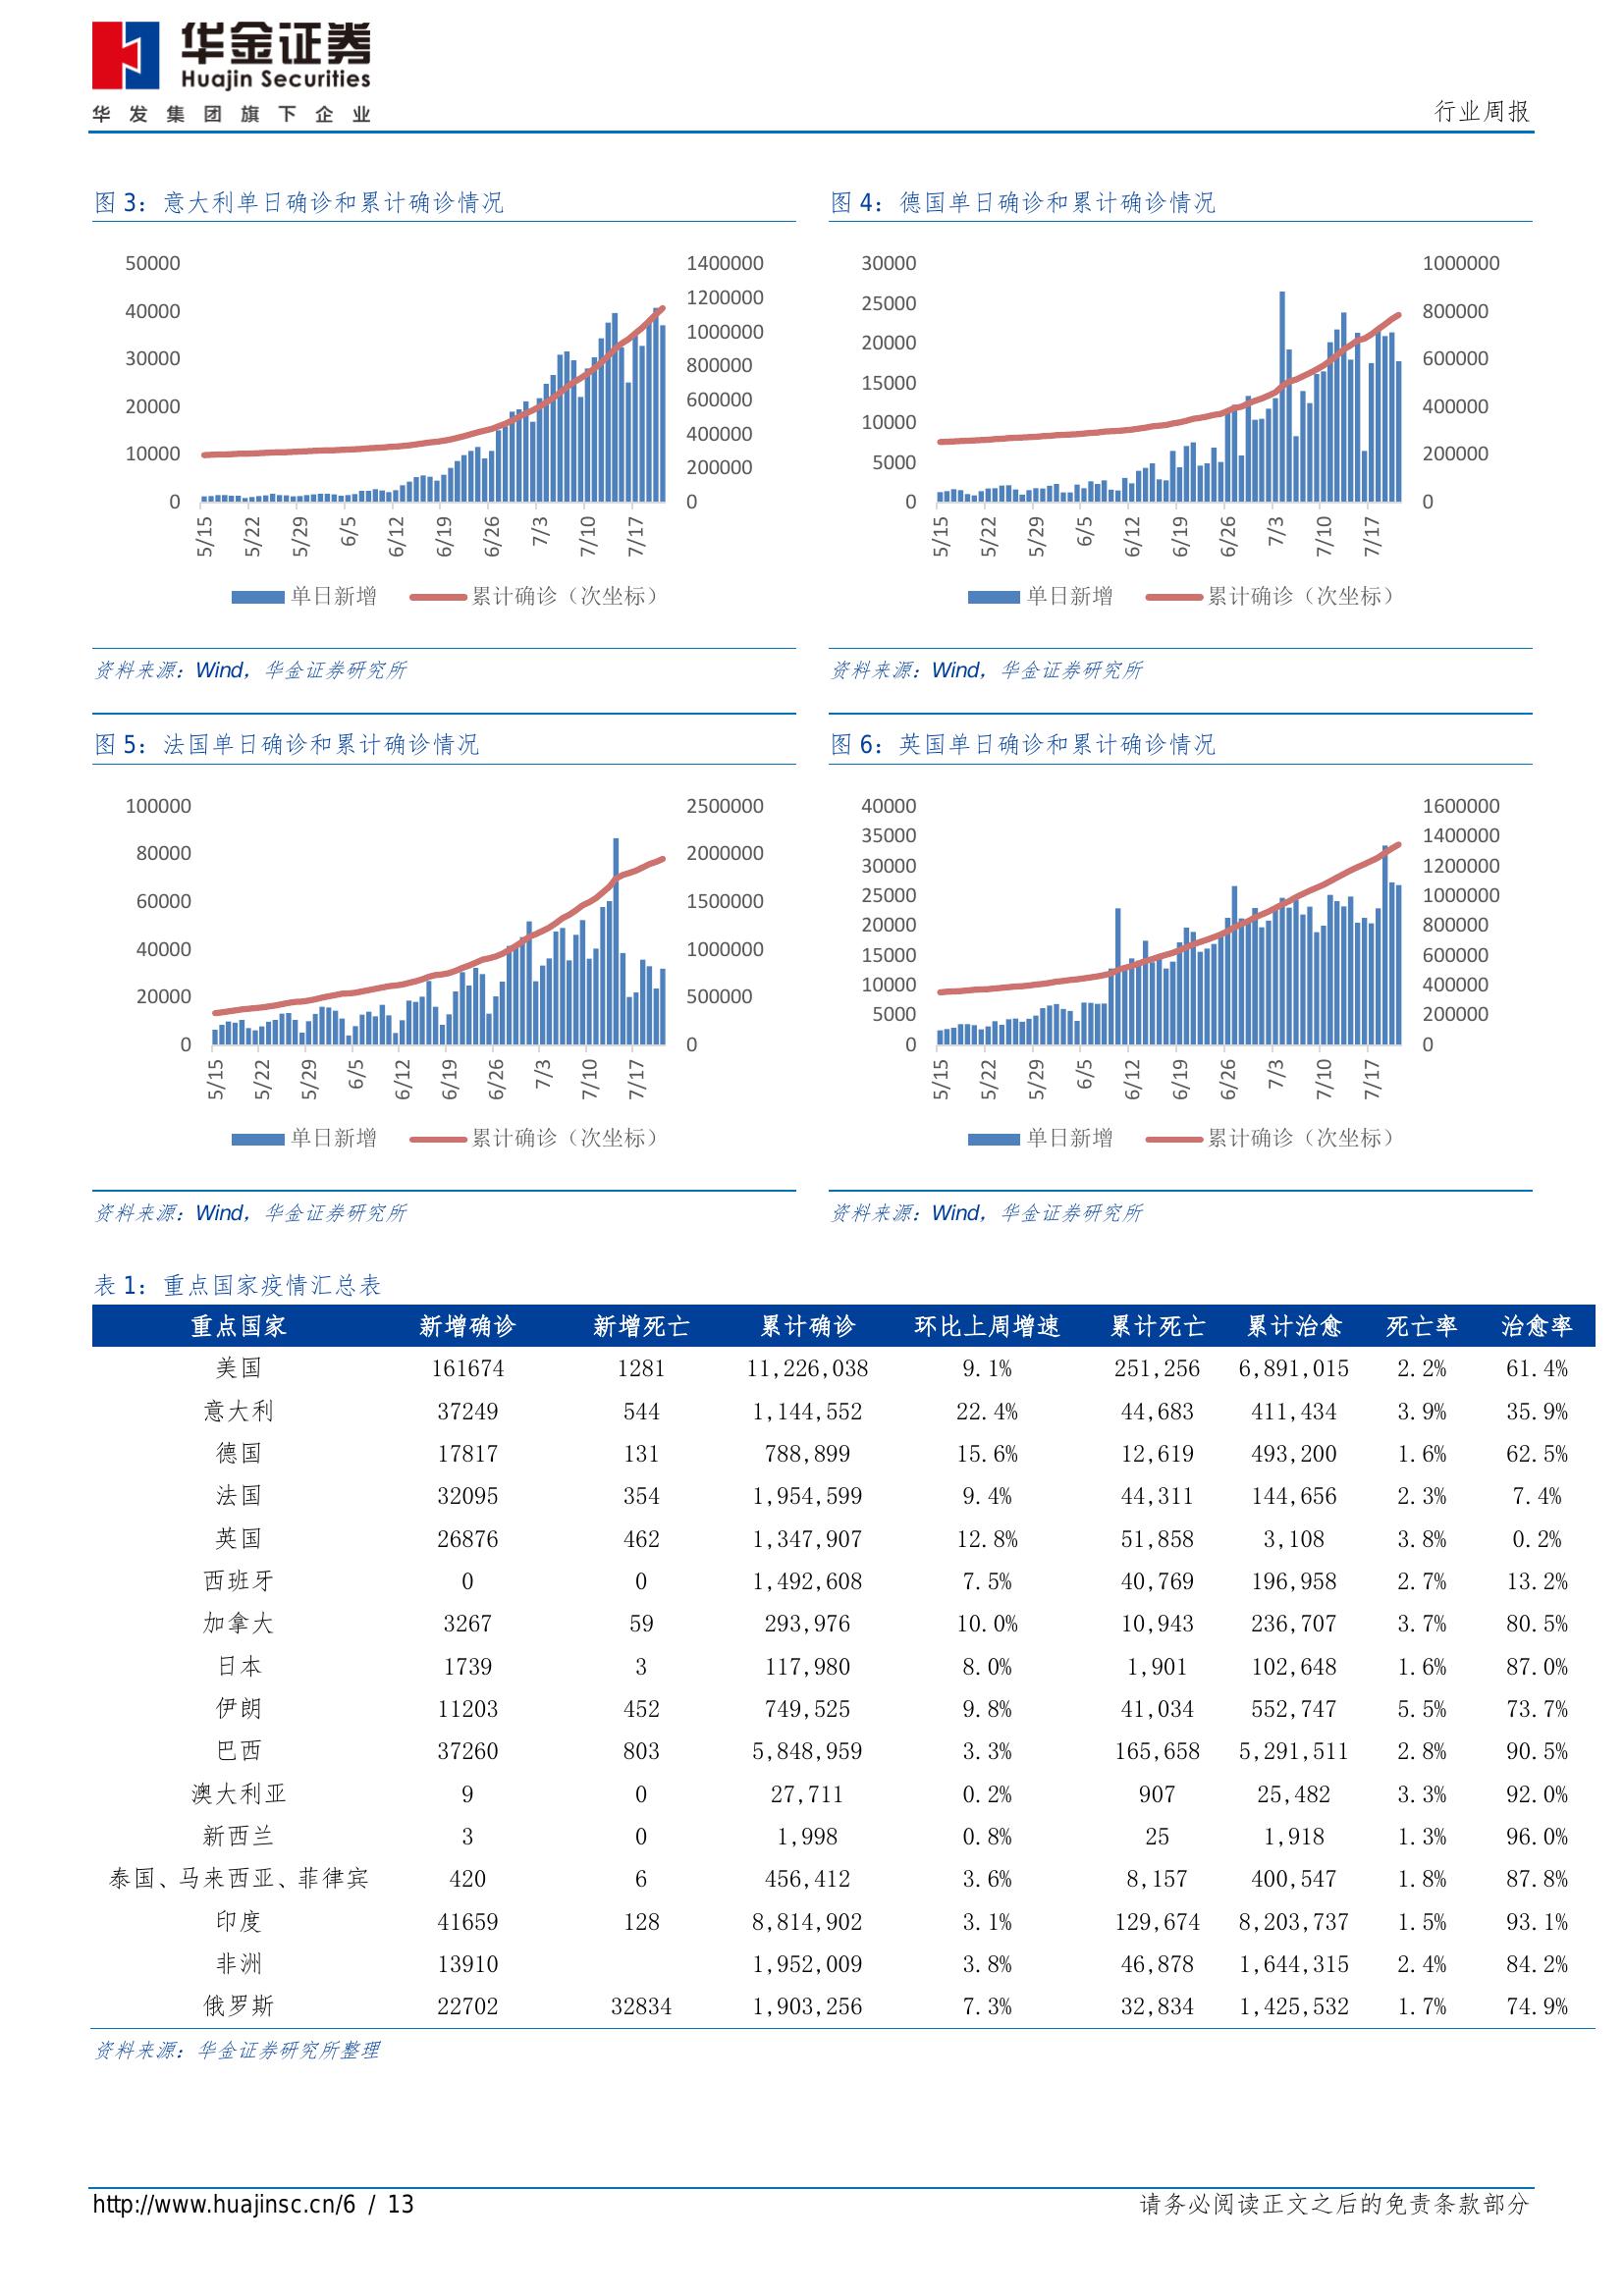 华金证券
Huajin Securities
华发集团旗下企业
行业周报
图 3：意大利单日确诊和累计确诊情况
50000
40000
30000
20000
10000
0
1400000
1200000
1000000
800000
600000
400000
200000
0
5/15 5/22 5/29 6/5 6/12 6/19 6/26 7/3 7/10 7/17
单日新增 累计确诊（次坐标）
资料来源：Wind，华金证券研究所
图 4：德国单日确诊和累计确诊情况
30000
25000
20000
15000
10000
5000
0
1000000
800000
600000
400000
200000
0
5/15 5/22 5/29 6/5 6/12 6/19 6/26 7/3 7/10 7/17
单日新增 累计确诊（次坐标）
资料来源：Wind，华金证券研究所
图 5：法国单日确诊和累计确诊情况
100000
80000
60000
40000
20000
0
2500000
2000000
1500000
1000000
500000
0
5/15 5/22 5/29 6/5 6/12 6/19 6/26 7/3 7/10 7/17
单日新增 累计确诊（次坐标）
资料来源：Wind，华金证券研究所
图 6：英国单日确诊和累计确诊情况
40000
35000
30000
25000
20000
15000
10000
5000
0
1600000
1400000
1200000
1000000
800000
600000
400000
200000
0
5/15 5/22 5/29 6/5 6/12 6/19 6/26 7/3 7/10 7/17
单日新增 累计确诊（次坐标）
资料来源：Wind，华金证券研究所
表 1：重点国家疫情汇总表
重点国家 新增确诊 新增死亡 累计确诊 环比上周增速 累计死亡 累计治愈 死亡率 治愈率
美国 161674 1281 11,226,038 9.1% 251,256 6,891,015 2.2% 61.4%
意大利 37249 544 1,144,552 22.4% 44,683 411,434 3.9% 35.9%
德国 17817 131 788,899 15.6% 12,619 493,200 1.6% 62.5%
法国 32095 354 1,954,599 9.4% 44,311 144,656 2.3% 7.4%
英国 26876 462 1,347,907 12.8% 51,858 3,108 3.8% 0.2%
西班牙 0 0 1,492,608 7.5% 40,769 196,958 2.7% 13.2%
加拿大 3267 59 293,976 10.0% 10,943 236,707 3.7% 80.5%
日本 1739 3 117,980 8.0% 1,901 102,648 1.6% 87.0%
伊朗 11203 452 749,525 9.8% 41,034 552,747 5.5% 73.7%
巴西 37260 803 5,848,959 3.3% 165,658 5,291,511 2.8% 90.5%
澳大利亚 9 0 27,711 0.2% 907 25,482 3.3% 92.0%
新西兰 3 0 1,998 0.8% 25 1,918 1.3% 96.0%
泰国、马来西亚、菲律宾 420 6 456,412 3.6% 8,157 400,547 1.8% 87.8%
印度 41659 128 8,814,902 3.1% 129,674 8,203,737 1.5% 93.1%
非洲 13910 1,952,009 3.8% 46,878 1,644,315 2.4% 84.2%
俄罗斯 22702 32834 1,903,256 7.3% 32,834 1,425,532 1.7% 74.9%
资料来源：华金证券研究所整理
http://www.huajinsc.cn/6 / 13
请务必阅读正文之后的免责条款部分